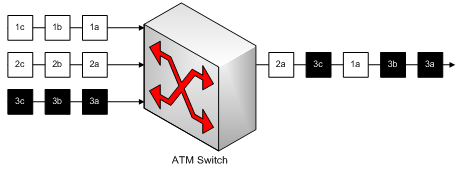 1c 1b 1a
2c 2b 2a
2a 3c 1a 3b 3a
3c 3b 3a
ATM Switch